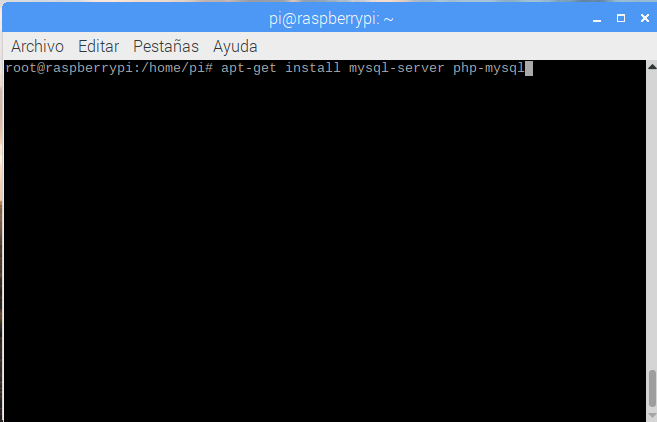 pi@raspberrypi: ~
Archivo Editar Pestañas Ayuda
root@raspberrypi:/home/pi# apt-get install mysql-server php-mysql